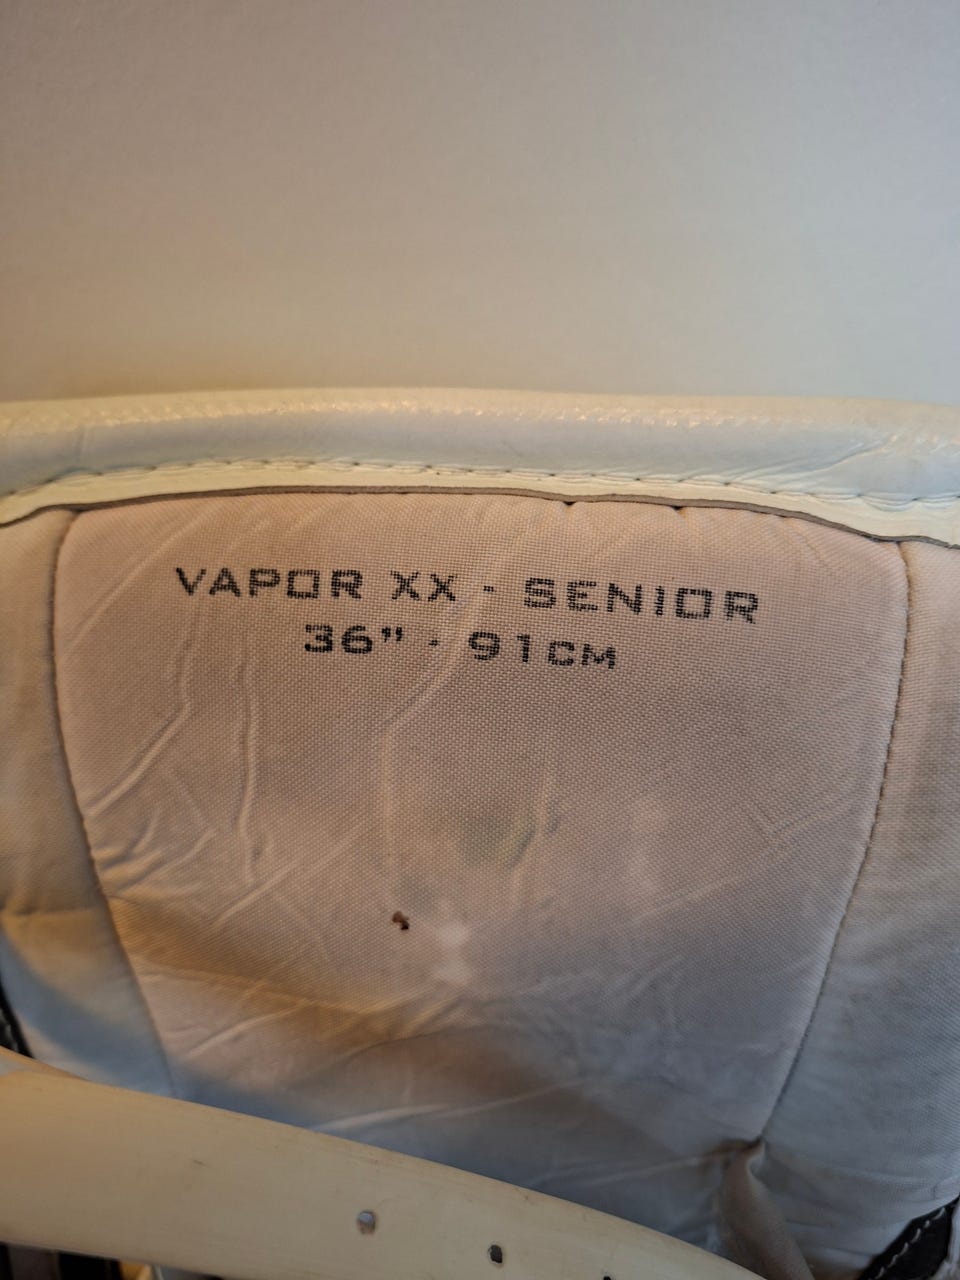 VAPOR XX - SENIOR
36" - 91CM